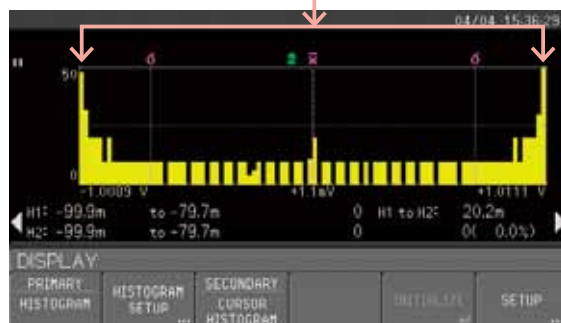 04/04 15:36:29
σ x̄ σ
50
0
-1.0089 V +1.1mV +1.0111 V
H1: -99.9m to -79.7m 0 H1 to H2: 20.2m
H2: -99.9m to -79.7m 0 0( 0.0%)
DISPLAY
PRIMARY HISTOGRAM
HISTOGRAM SETUP ...
SECONDARY CURSOR HISTOGRAM
INITIALIZE
SETUP ...